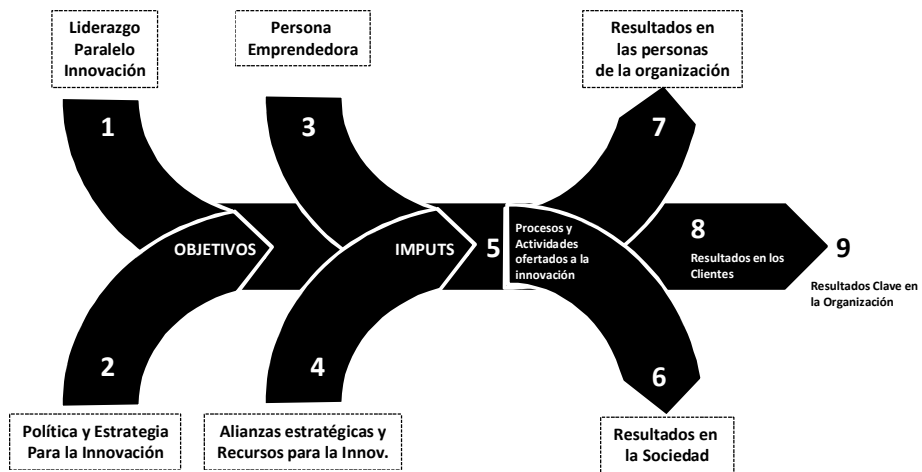 Liderazgo
Paralelo
Innovación
Persona
Emprendedora
Resultados en
las personas
de la organización
1
3
7
OBJETIVOS
IMPUTS
5
Procesos y
Actividades
ofertados a la
innovación
8
Resultados en los
Clientes
9
Resultados Clave en
la Organización
2
4
6
Política y Estrategia
Para la Innovación
Alianzas estratégicas y
Recursos para la Innov.
Resultados en
la Sociedad